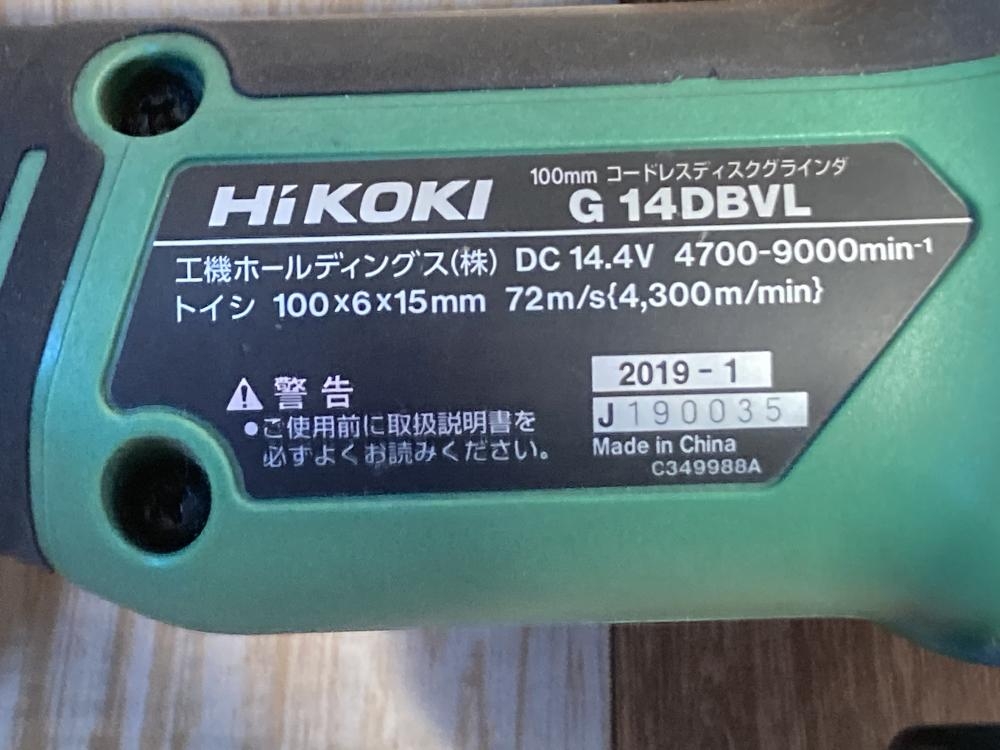 HiKOKI
100mm コードレスディスクグラインダ
G 14DBVL
工機ホールディングス(株) DC 14.4V 4700-9000min-1
トイシ 100×6×15mm 72m/s{4,300m/min}
⚠ 警告
●ご使用前に取扱説明書を
必ずよくお読みください。
2019 - 1
J190035
Made in China
C349988A